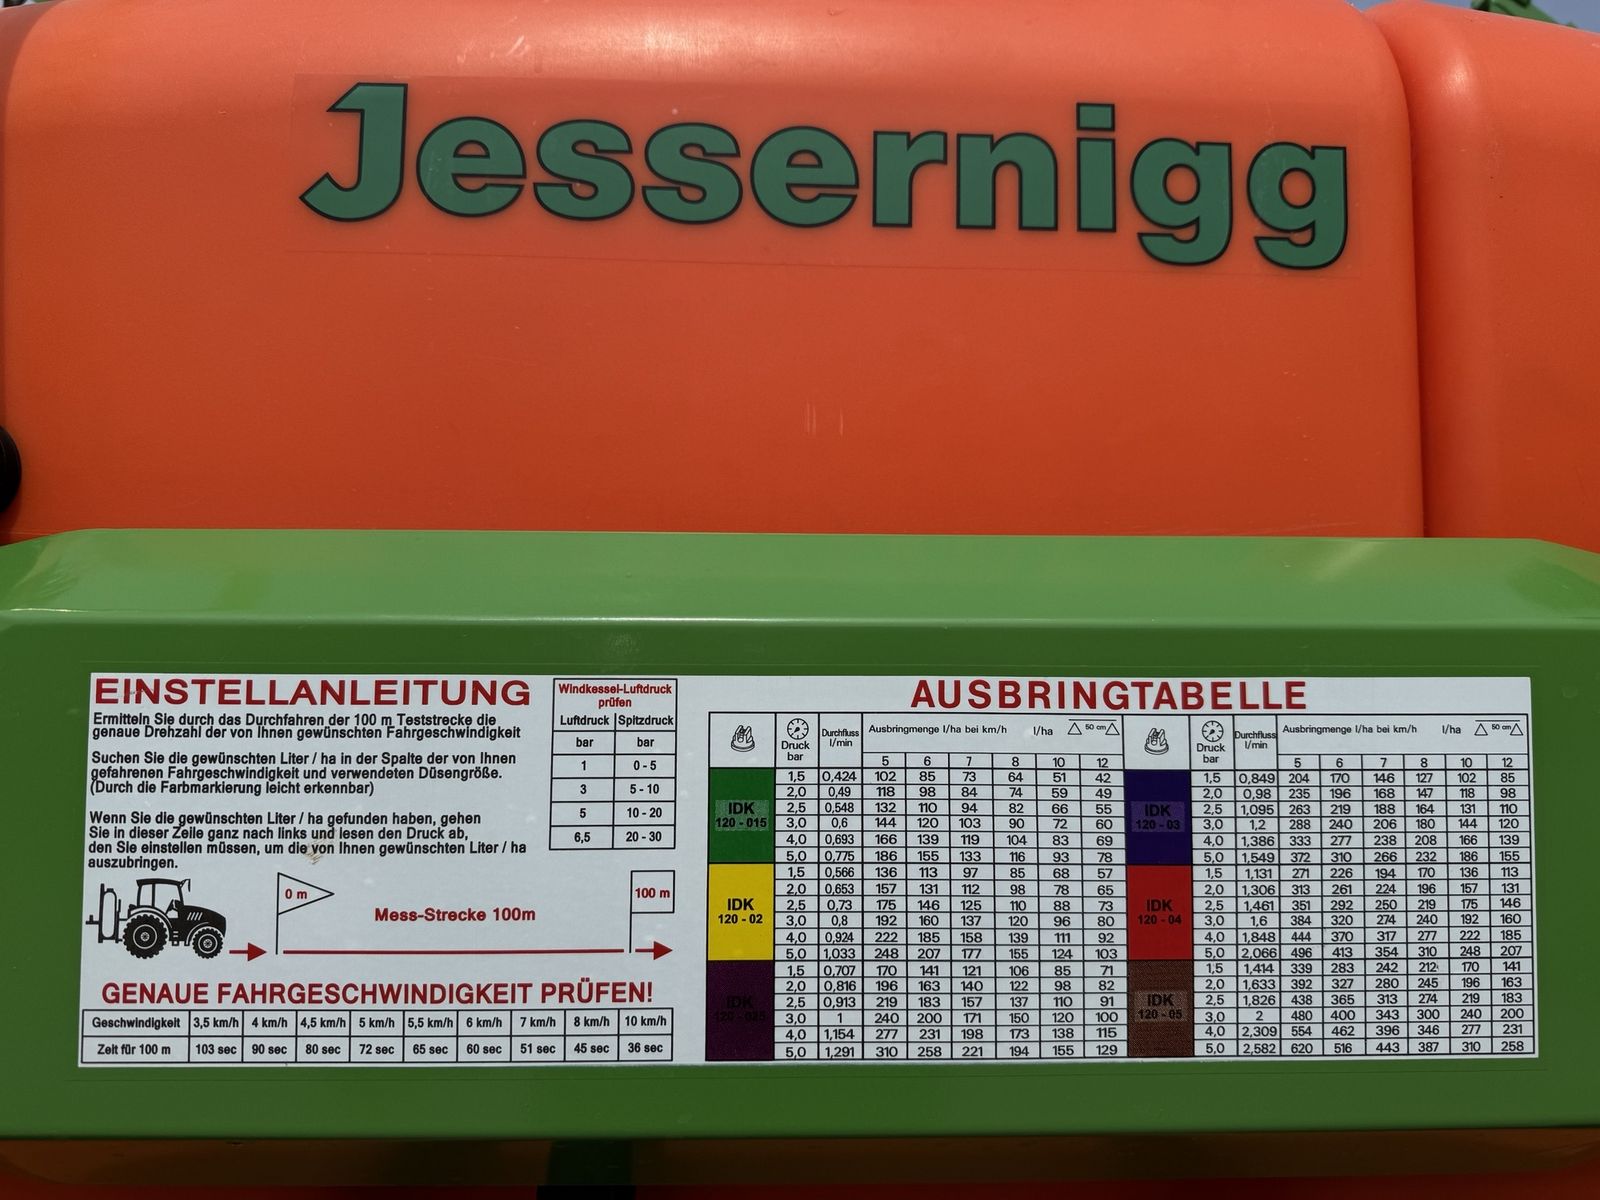 Jessernigg
EINSTELLANLEITUNG
Ermitteln Sie durch das Durchfahren der 100 m Teststrecke die
genaue Drehzahl der von Ihnen gewünschten Fahrgeschwindigkeit
Suchen Sie die gewünschten Liter / ha in der Spalte der von Ihnen
gefahrenen Fahrgeschwindigkeit und verwendeten Düsengröße.
(Durch die Farbmarkierung leicht erkennbar)
Wenn Sie die gewünschten Liter / ha gefunden haben, gehen
Sie in dieser Zeile ganz nach links und lesen den Druck ab,
den Sie einstellen müssen, um die von Ihnen gewünschten Liter / ha
auszubringen.
Windkessel-Luftdruck
prüfen
Luftdruck Spitzdruck
bar bar
1 0 - 5
3 5 - 10
5 10 - 20
6,5 20 - 30
0 m
Mess-Strecke 100m
100 m
GENAUE FAHRGESCHWINDIGKEIT PRÜFEN!
Geschwindigkeit 3,5 km/h 4 km/h 4,5 km/h 5 km/h 5,5 km/h 6 km/h 7 km/h 8 km/h 10 km/h
Zeit für 100 m 103 sec 90 sec 80 sec 72 sec 65 sec 60 sec 51 sec 45 sec 36 sec
AUSBRINGTABELLE
Druck
bar
Durchfluss
l/min
Ausbringmenge l/ha bei km/h l/ha 50 cm
5 6 7 8 10 12
IDK
120 - 015
1,5 0,424 102 85 73 64 51 42
2,0 0,49 118 98 84 74 59 49
2,5 0,548 132 110 94 82 66 55
3,0 0,6 144 120 103 90 72 60
4,0 0,693 166 139 119 104 83 69
5,0 0,775 186 155 133 116 93 78
IDK
120 - 02
1,5 0,566 136 113 97 85 68 57
2,0 0,653 157 131 112 98 78 65
2,5 0,73 175 146 125 110 88 73
3,0 0,8 192 160 137 120 96 80
4,0 0,924 222 185 158 139 111 92
5,0 1,033 248 207 177 155 124 103
IDK
120 - 025
1,5 0,707 170 141 121 106 85 71
2,0 0,816 196 163 140 122 98 82
2,5 0,913 219 183 157 137 110 91
3,0 1 240 200 171 150 120 100
4,0 1,154 277 231 198 173 138 115
5,0 1,291 310 258 221 194 155 129
Druck
bar
Durchfluss
l/min
Ausbringmenge l/ha bei km/h l/ha 50 cm
5 6 7 8 10 12
IDK
120 - 03
1,5 0,849 204 170 146 127 102 85
2,0 0,98 235 196 168 147 118 98
2,5 1,095 263 219 188 164 131 110
3,0 1,2 288 240 206 180 144 120
4,0 1,386 333 277 238 208 166 139
5,0 1,549 372 310 266 232 186 155
IDK
120 - 04
1,5 1,131 271 226 194 170 136 113
2,0 1,306 313 261 224 196 157 131
2,5 1,461 351 292 250 219 175 146
3,0 1,6 384 320 274 240 192 160
4,0 1,848 444 370 317 277 222 185
5,0 2,066 496 413 354 310 248 207
IDK
120 - 05
1,5 1,414 339 283 242 212 170 141
2,0 1,633 392 327 280 245 196 163
2,5 1,826 438 365 313 274 219 183
3,0 2 480 400 343 300 240 200
4,0 2,309 554 462 396 346 277 231
5,0 2,582 620 516 443 387 310 258